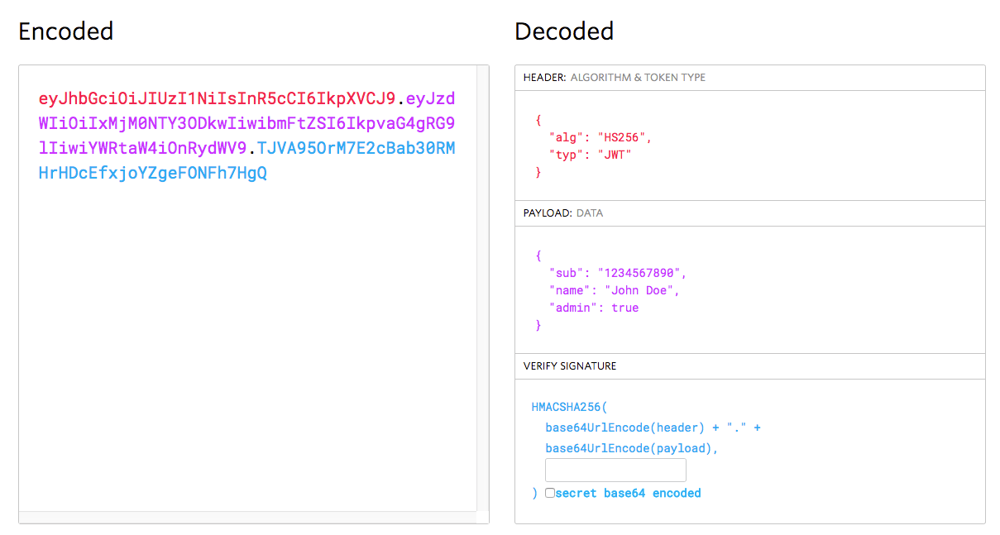 Encoded
eyJhbGciOiJIUzI1NiIsInR5cCI6IkpXVCJ9.eyJzd
WIiOiIxMjM0NTY3ODkwIiwibmFtZSI6IkpvaG4gRG9
lIiwiYWRtaW4iOnRydWV9.TJVA95OrM7E2cBab30RM
HrHDcEfxjoYZgeFONFh7HgQ
Decoded
HEADER: ALGORITHM & TOKEN TYPE
{
  "alg": "HS256",
  "typ": "JWT"
}
PAYLOAD: DATA
{
  "sub": "1234567890",
  "name": "John Doe",
  "admin": true
}
VERIFY SIGNATURE
HMACSHA256(
  base64UrlEncode(header) + "." +
  base64UrlEncode(payload),
) secret base64 encoded